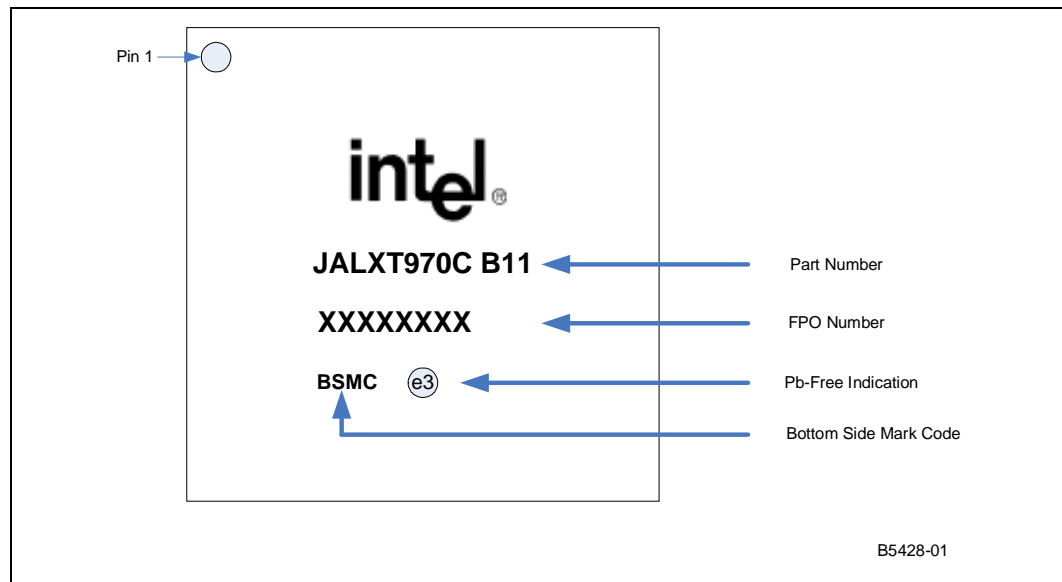 Pin 1
intel®
JALXT970C B11
Part Number
XXXXXXXX
FPO Number
BSMC e3
Pb-Free Indication
Bottom Side Mark Code
B5428-01